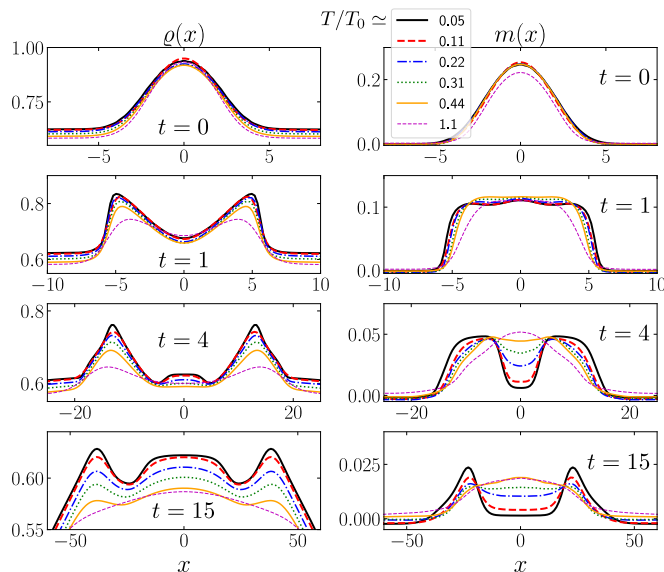 T/T₀ ≃
0.05
0.11
0.22
0.31
0.44
1.1
ϱ(x)
m(x)
1.00
0.75
t = 0
−5 0 5
0.2
0.0
t = 0
−5 0 5
0.8
0.6
t = 1
−10 −5 0 5 10
0.1
0.0
t = 1
−10 −5 0 5 10
0.8
0.6
t = 4
−20 0 20
0.05
0.00
t = 4
−20 0 20
0.60
0.55
t = 15
−50 0 50
x
0.025
0.000
t = 15
−50 0 50
x